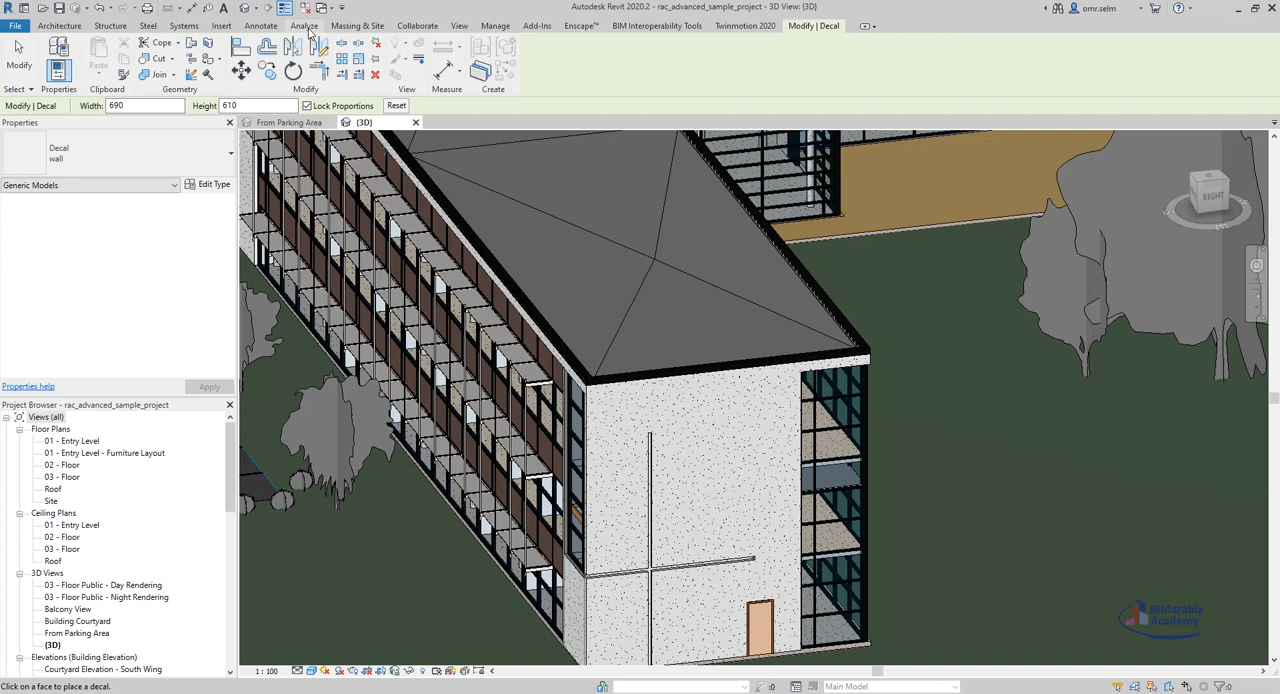 Autodesk Revit 2020.2 - rac_advanced_sample_project - 3D View: {3D}
omr.selm
File Architecture Structure Steel Systems Insert Annotate Analyze Massing & Site Collaborate View Manage Add-Ins Enscape™ BIM Interoperability Tools Twinmotion 2020 Modify | Decal
Modify
Paste
Cope
Cut
Join
Select Properties Clipboard Geometry Modify View Measure Create
Modify | Decal Width: 690 Height 610 Lock Proportions Reset
Properties
From Parking Area
{3D}
Decal
wall
Generic Models
Edit Type
RIGHT
Properties help
Apply
Project Browser - rac_advanced_sample_project
Views (all)
Floor Plans
01 - Entry Level
01 - Entry Level - Furniture Layout
02 - Floor
03 - Floor
Roof
Site
Ceiling Plans
01 - Entry Level
02 - Floor
03 - Floor
Roof
3D Views
03 - Floor Public - Day Rendering
03 - Floor Public - Night Rendering
Balcony View
Building Courtyard
From Parking Area
{3D}
Elevations (Building Elevation)
Courtyard Elevation - South Wing
BIMarabia
Academy
1 : 100
Click on a face to place a decal.
:0
Main Model
:0